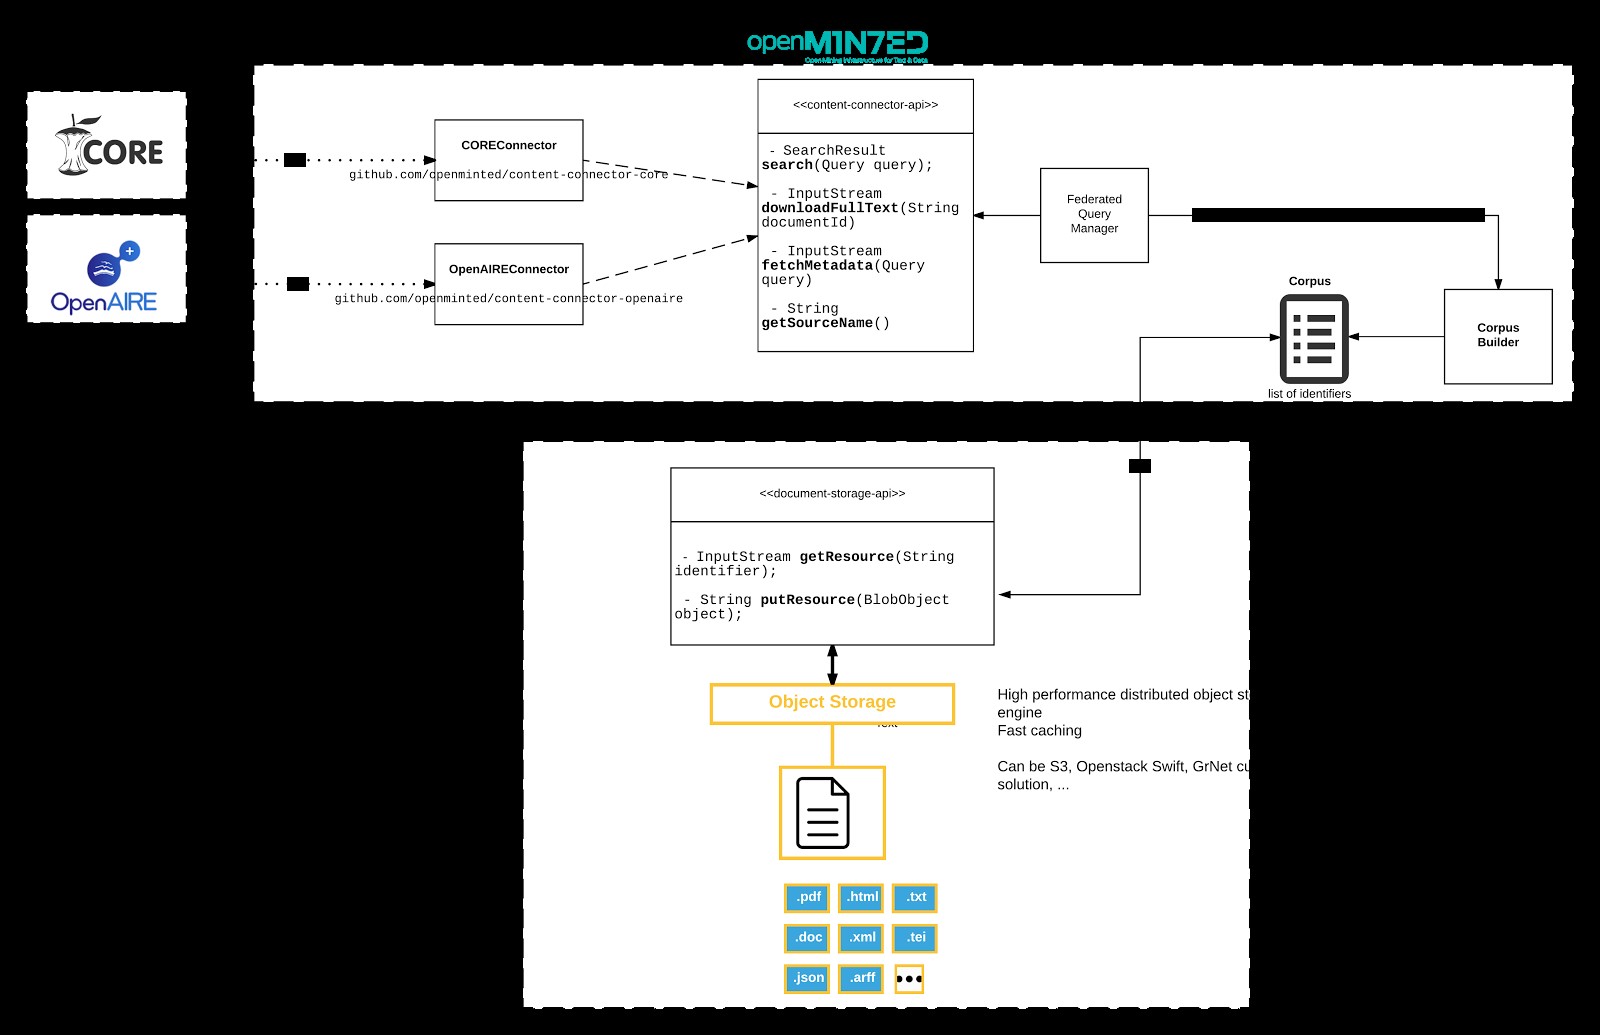 openM1N7ED
Open Mining Infrastructure for Text & Data
CORE
OpenAIRE
COREConnector
github.com/openminted/content-connector-core
OpenAIREConnector
github.com/openminted/content-connector-openaire
<<content-connector-api>>
- SearchResult
search(Query query);
- InputStream
downloadFullText(String
documentId)
- InputStream
fetchMetadata(Query
query)
- String
getSourceName()
Federated
Query
Manager
Corpus
list of identifiers
Corpus
Builder
<<document-storage-api>>
- InputStream getResource(String
identifier);
- String putResource(BlobObject
object);
Object Storage
Text
High performance distributed object
engine
Fast caching
Can be S3, Openstack Swift, GrNet
solution, ...
.pdf .html .txt
.doc .xml .tei
.json .arff